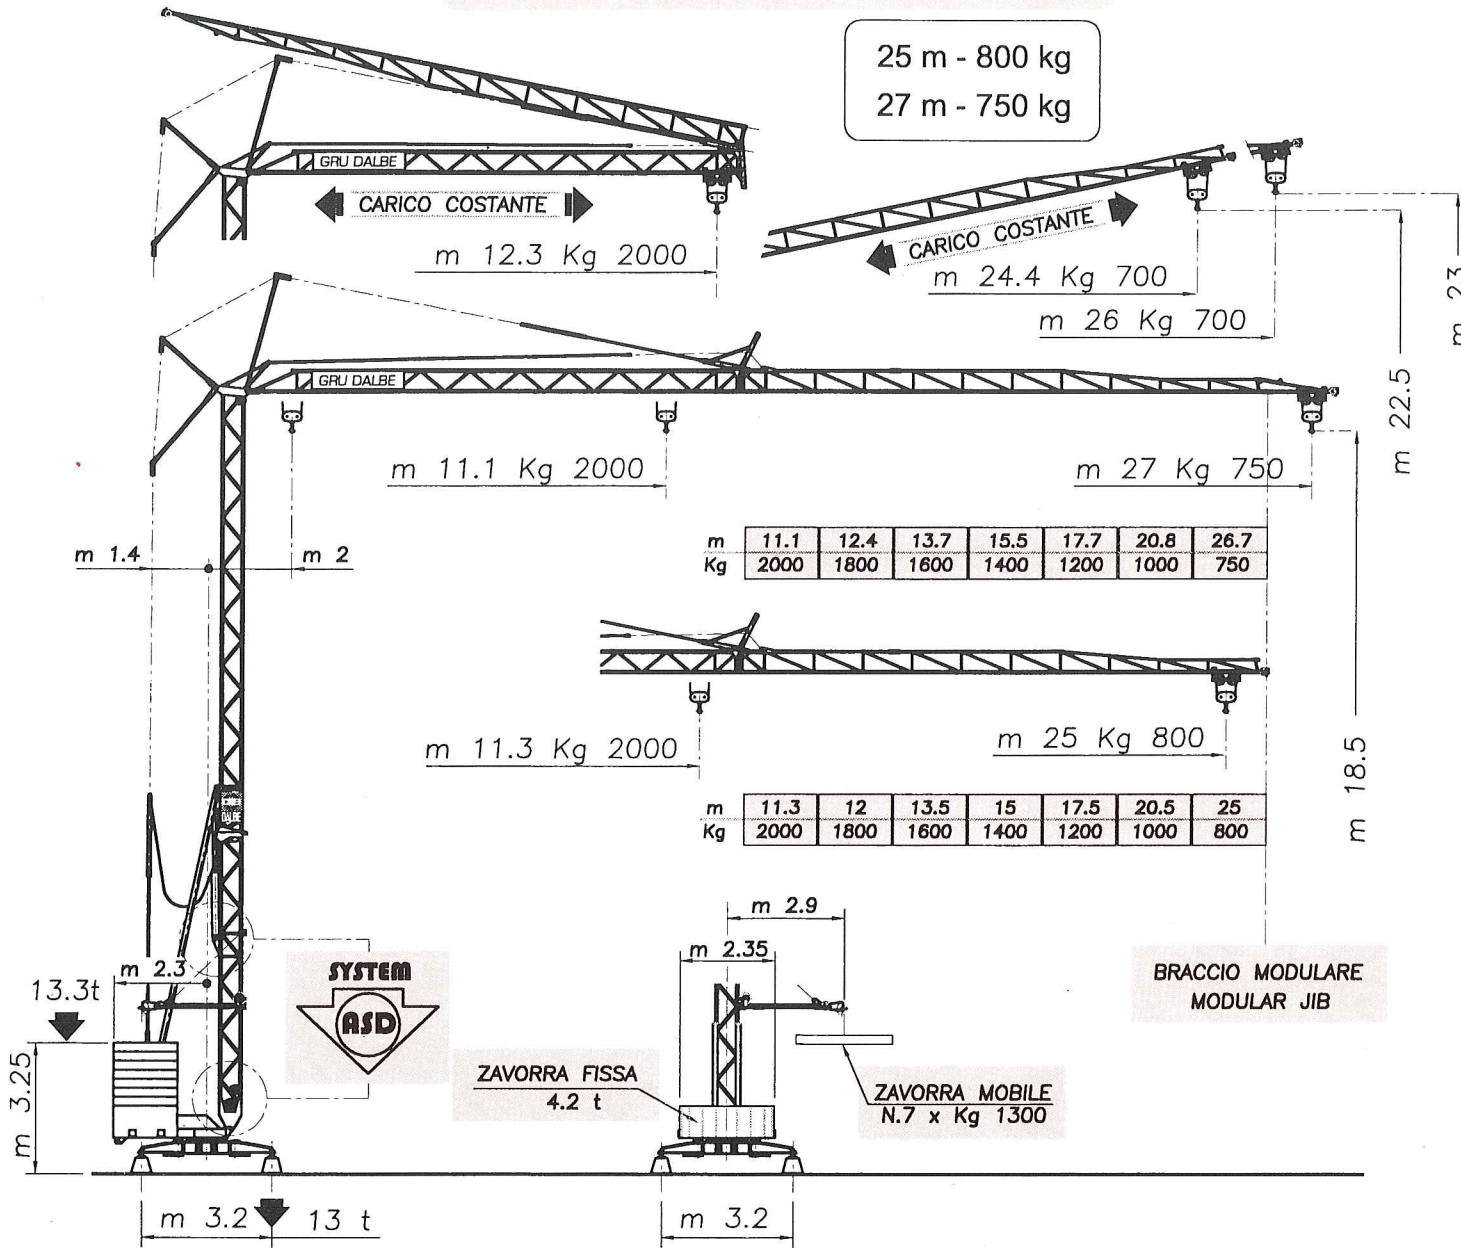 25 m - 800 kg
27 m - 750 kg
GRU DALBE
CARICO COSTANTE
m 12.3 Kg 2000
CARICO COSTANTE
m 24.4 Kg 700
m 26 Kg 700
m 23
m 22.5
GRU DALBE
m 11.1 Kg 2000
m 27 Kg 750
m 1.4
m 2
m 11.1 12.4 13.7 15.5 17.7 20.8 26.7
Kg 2000 1800 1600 1400 1200 1000 750
m 11.3 Kg 2000
m 25 Kg 800
m 18.5
m 11.3 12 13.5 15 17.5 20.5 25
Kg 2000 1800 1600 1400 1200 1000 800
DALBE
m 2.9
m 2.35
m 2.3
13.3t
SYSTEM
ASD
BRACCIO MODULARE
MODULAR JIB
m 3.25
ZAVORRA FISSA
4.2 t
ZAVORRA MOBILE
N.7 x Kg 1300
m 3.2
13 t
m 3.2